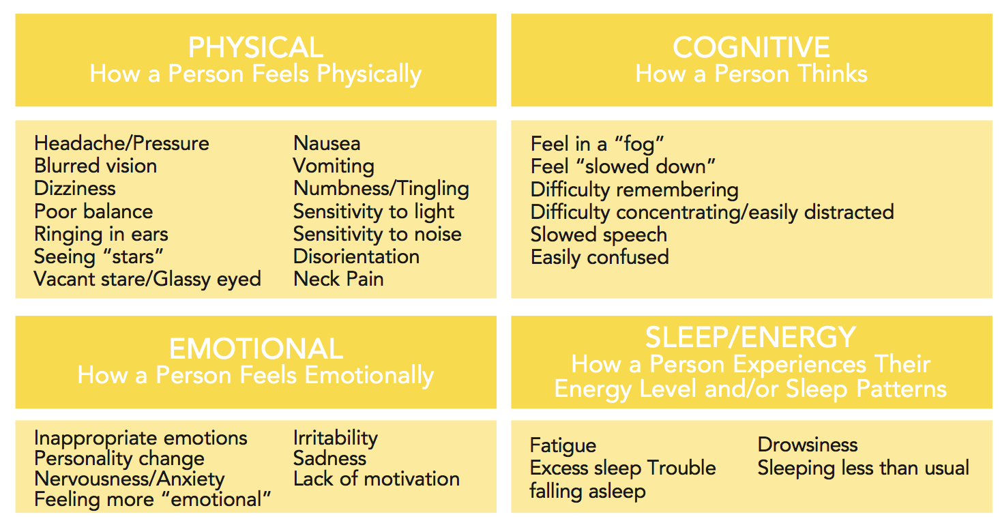 PHYSICAL
How a Person Feels Physically
Headache/Pressure
Blurred vision
Dizziness
Poor balance
Ringing in ears
Seeing “stars”
Vacant stare/Glassy eyed
Nausea
Vomiting
Numbness/Tingling
Sensitivity to light
Sensitivity to noise
Disorientation
Neck Pain
COGNITIVE
How a Person Thinks
Feel in a “fog”
Feel “slowed down”
Difficulty remembering
Difficulty concentrating/easily distracted
Slowed speech
Easily confused
EMOTIONAL
How a Person Feels Emotionally
Inappropriate emotions
Personality change
Nervousness/Anxiety
Feeling more “emotional”
Irritability
Sadness
Lack of motivation
SLEEP/ENERGY
How a Person Experiences Their
Energy Level and/or Sleep Patterns
Fatigue
Excess sleep Trouble
falling asleep
Drowsiness
Sleeping less than usual